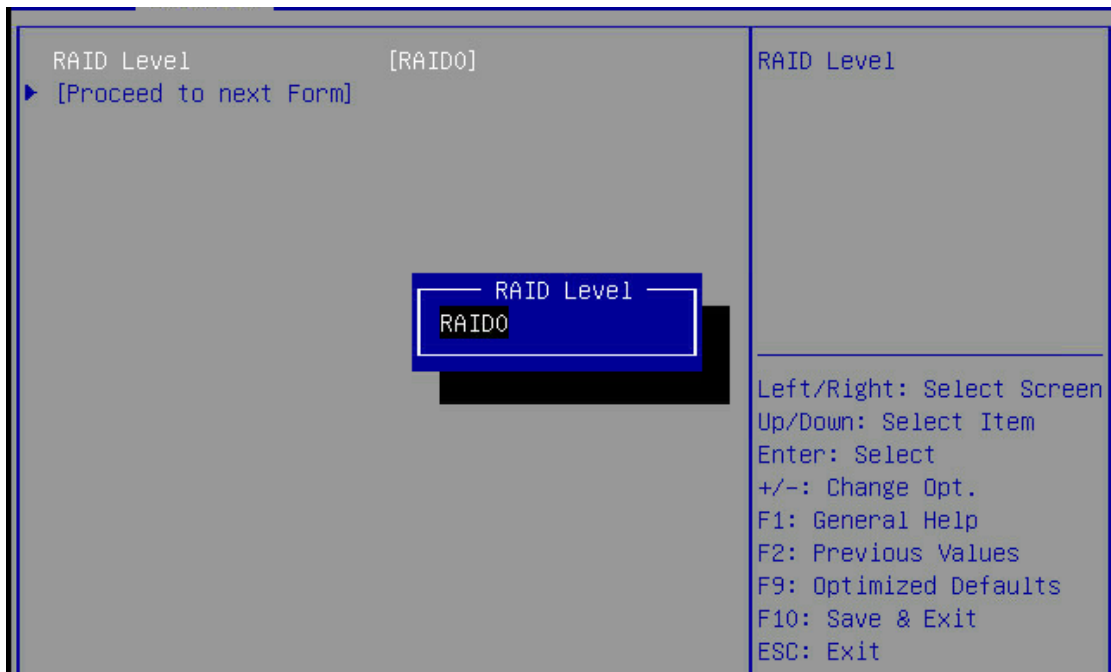 RAID Level [RAID0]
[Proceed to next Form]
RAID Level
RAID0
RAID Level
Left/Right: Select Screen
Up/Down: Select Item
Enter: Select
+/-: Change Opt.
F1: General Help
F2: Previous Values
F9: Optimized Defaults
F10: Save & Exit
ESC: Exit